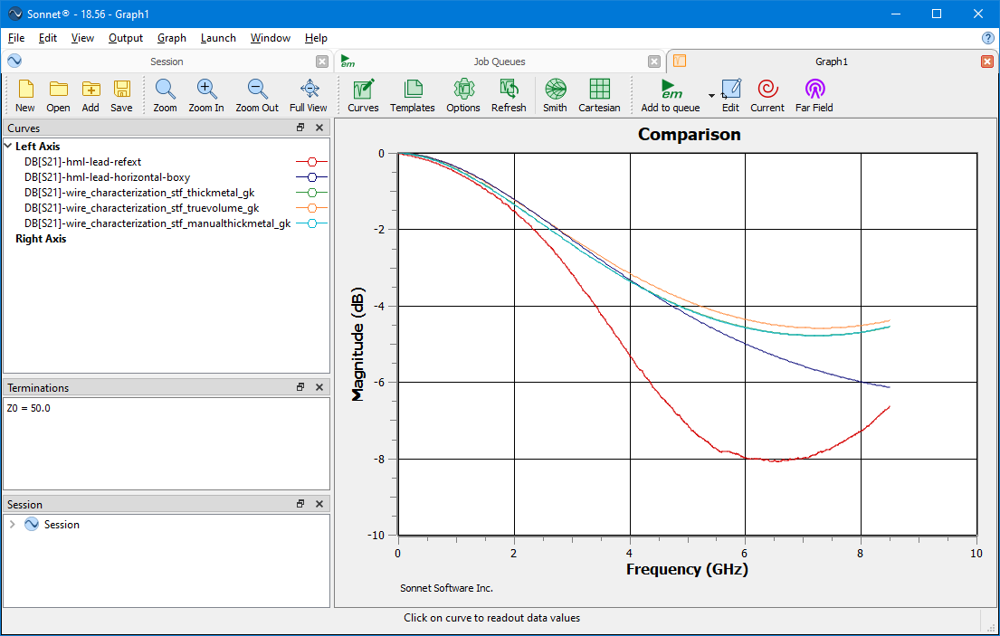 Sonnet® - 18.56 - Graph1
File Edit View Output Graph Launch Window Help
Session
em
Job Queues
Graph1
New Open Add Save Zoom Zoom In Zoom Out Full View Curves Templates Options Refresh Smith Cartesian em Add to queue Edit Current Far Field
Curves
Left Axis
DB[S21]-hml-lead-refext
DB[S21]-hml-lead-horizontal-boxy
DB[S21]-wire_characterization_stf_thickmetal_gk
DB[S21]-wire_characterization_stf_truevolume_gk
DB[S21]-wire_characterization_stf_manualthickmetal_gk
Right Axis
Terminations
Z0 = 50.0
Session
Session
Comparison
Magnitude (dB)
0
-2
-4
-6
-8
-10
0 2 4 6 8 10
Frequency (GHz)
Sonnet Software Inc.
Click on curve to readout data values